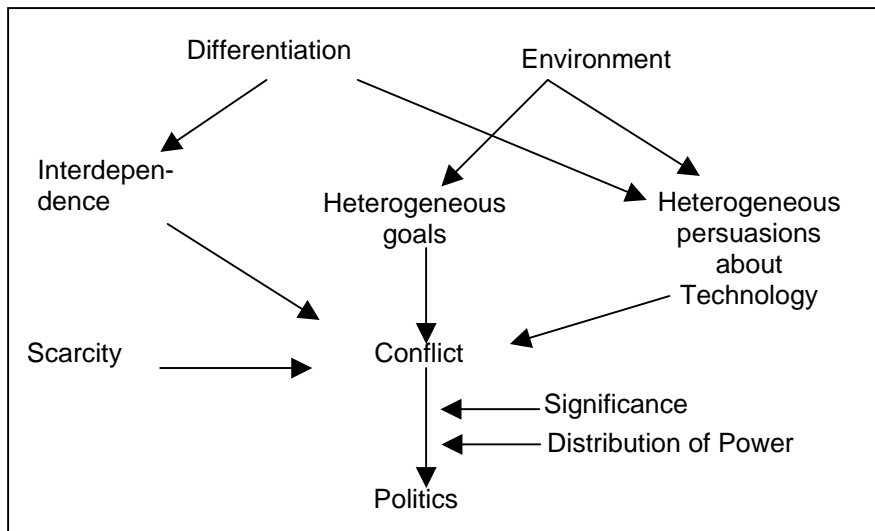 Differentiation
Environment
Interdepen-
dence
Heterogeneous
goals
Heterogeneous
persuasions
about
Technology
Scarcity
Conflict
Significance
Distribution of Power
Politics